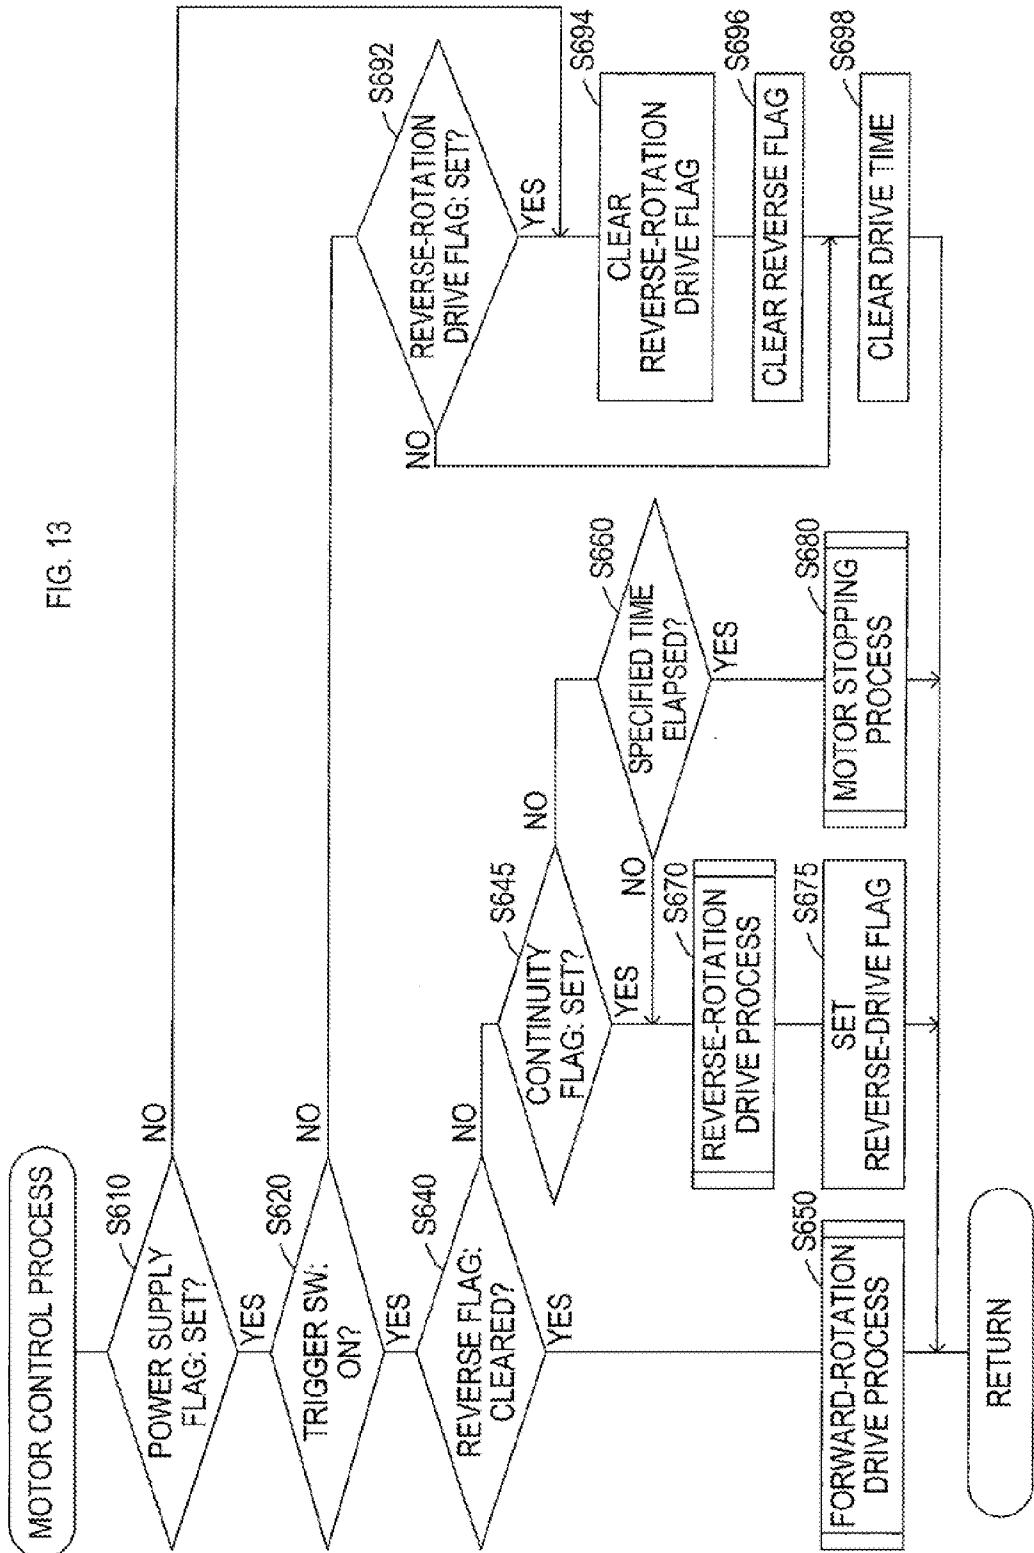 FIG. 13
MOTOR CONTROL PROCESS
S610
POWER SUPPLY
FLAG: SET?
NO
YES
S620
TRIGGER SW:
ON?
NO
YES
S640
REVERSE FLAG:
CLEARED?
NO
YES
S645
CONTINUITY
FLAG: SET?
NO
YES
S660
SPECIFIED TIME
ELAPSED?
NO
YES
S650
FORWARD-ROTATION
DRIVE PROCESS
S670
REVERSE-ROTATION
DRIVE PROCESS
S675
SET
REVERSE-DRIVE FLAG
S680
MOTOR STOPPING
PROCESS
S692
REVERSE-ROTATION
DRIVE FLAG: SET?
NO
YES
S694
CLEAR
REVERSE-ROTATION
DRIVE FLAG
S696
CLEAR REVERSE FLAG
S698
CLEAR DRIVE TIME
RETURN